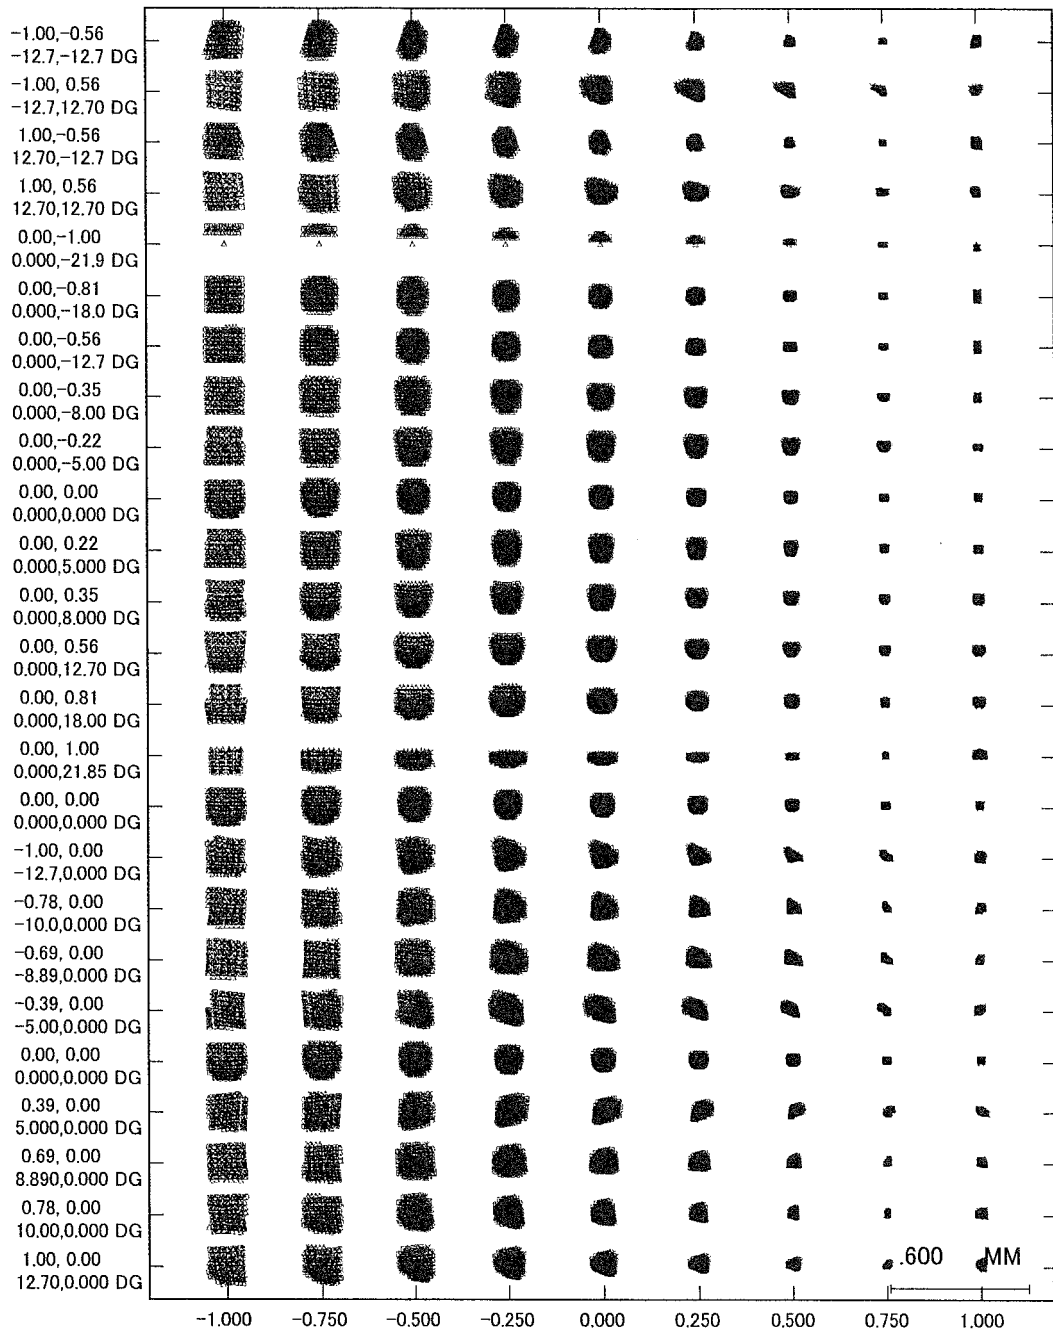 -1.00,-0.56
-12.7,-12.7 DG
-1.00, 0.56
-12.7,12.70 DG
1.00,-0.56
12.70,-12.7 DG
1.00, 0.56
12.70,12.70 DG
0.00,-1.00
0.000,-21.9 DG
0.00,-0.81
0.000,-18.0 DG
0.00,-0.56
0.000,-12.7 DG
0.00,-0.35
0.000,-8.00 DG
0.00,-0.22
0.000,-5.00 DG
0.00, 0.00
0.000,0.000 DG
0.00, 0.22
0.000,5.000 DG
0.00, 0.35
0.000,8.000 DG
0.00, 0.56
0.000,12.70 DG
0.00, 0.81
0.000,18.00 DG
0.00, 1.00
0.000,21.85 DG
0.00, 0.00
0.000,0.000 DG
-1.00, 0.00
-12.7,0.000 DG
-0.78, 0.00
-10.0,0.000 DG
-0.69, 0.00
-8.89,0.000 DG
-0.39, 0.00
-5.00,0.000 DG
0.00, 0.00
0.000,0.000 DG
0.39, 0.00
5.000,0.000 DG
0.69, 0.00
8.890,0.000 DG
0.78, 0.00
10.00,0.000 DG
1.00, 0.00
12.70,0.000 DG
.600 MM
-1.000 -0.750 -0.500 -0.250 0.000 0.250 0.500 0.750 1.000